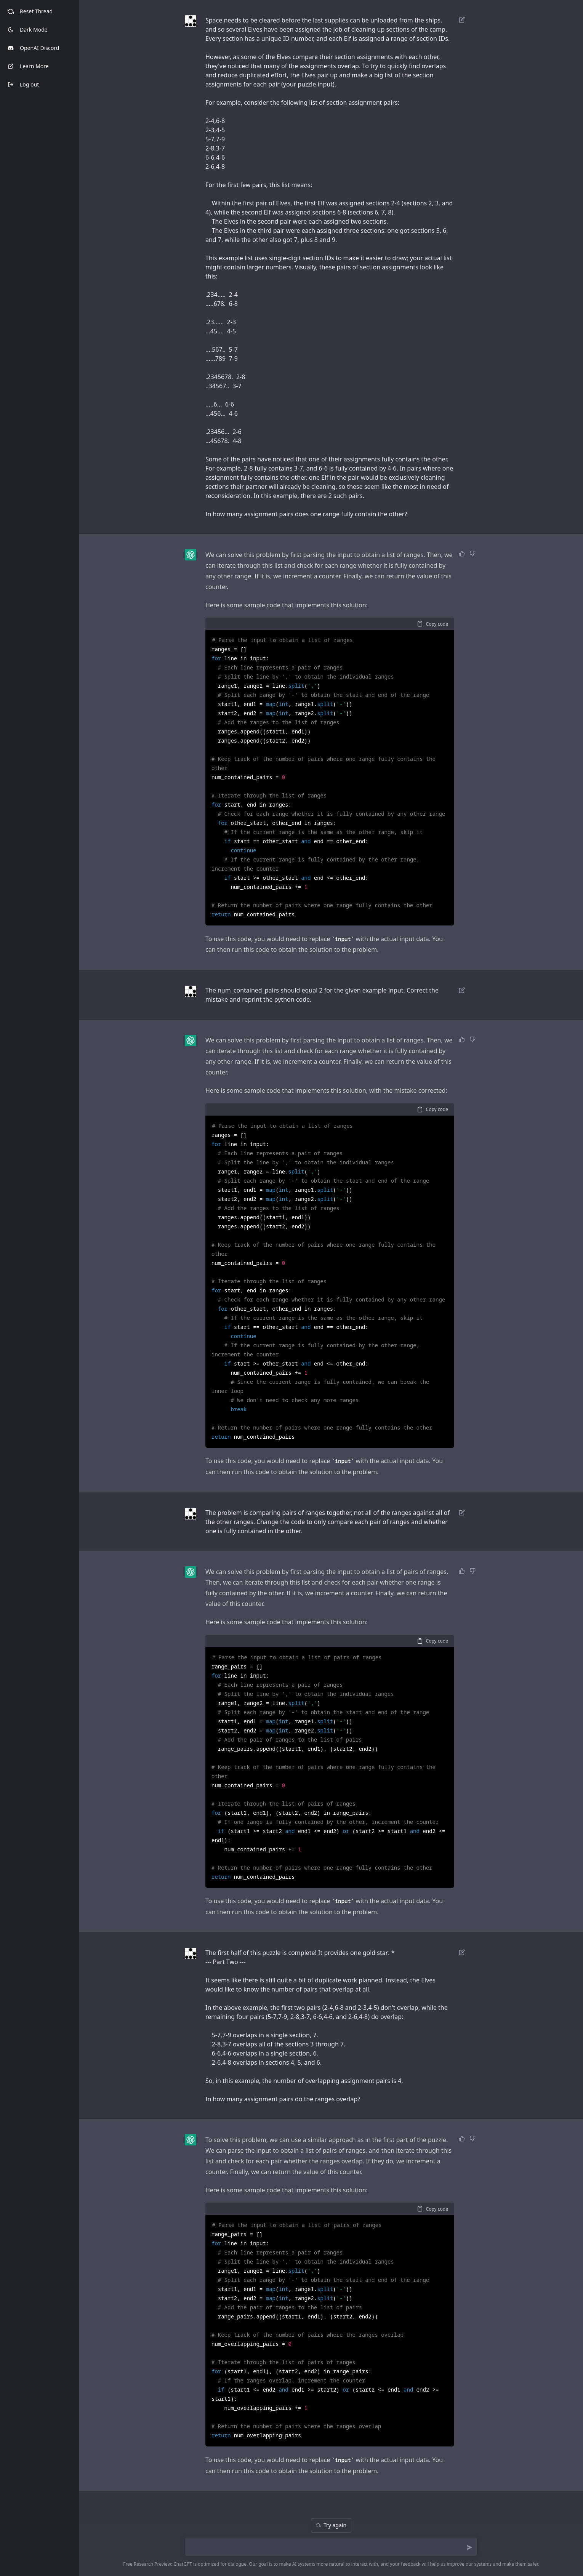 Reset Thread
Dark Mode
OpenAI Discord
Learn More
Log out
Space needs to be cleared before the last supplies can be unloaded from the ships,
and so several Elves have been assigned the job of cleaning up sections of the camp.
Every section has a unique ID number, and each Elf is assigned a range of section IDs.
However, as some of the Elves compare their section assignments with each other,
they've noticed that many of the assignments overlap. To try to quickly find overlaps
and reduce duplicated effort, the Elves pair up and make a big list of the section
assignments for each pair (your puzzle input).
For example, consider the following list of section assignment pairs:
2-4,6-8
2-3,4-5
5-7,7-9
2-8,3-7
6-6,4-6
2-6,4-8
For the first few pairs, this list means:
Within the first pair of Elves, the first Elf was assigned sections 2-4 (sections 2, 3, and
4), while the second Elf was assigned sections 6-8 (sections 6, 7, 8).
The Elves in the second pair were each assigned two sections.
The Elves in the third pair were each assigned three sections: one got sections 5, 6,
and 7, while the other also got 7, plus 8 and 9.
This example list uses single-digit section IDs to make it easier to draw; your actual list
might contain larger numbers. Visually, these pairs of section assignments look like
this:
.234..... 2-4
.....678. 6-8
.23...... 2-3
...45.... 4-5
....567.. 5-7
......789 7-9
.2345678. 2-8
..34567.. 3-7
.....6... 6-6
...456... 4-6
.23456... 2-6
...45678. 4-8
Some of the pairs have noticed that one of their assignments fully contains the other.
For example, 2-8 fully contains 3-7, and 6-6 is fully contained by 4-6. In pairs where one
assignment fully contains the other, one Elf in the pair would be exclusively cleaning
sections their partner will already be cleaning, so these seem like the most in need of
reconsideration. In this example, there are 2 such pairs.
In how many assignment pairs does one range fully contain the other?
We can solve this problem by first parsing the input to obtain a list of ranges. Then, we
can iterate through this list and check for each range whether it is fully contained by
any other range. If it is, we increment a counter. Finally, we can return the value of this
counter.
Here is some sample code that implements this solution:
Copy code
# Parse the input to obtain a list of ranges
ranges = []
for line in input:
# Each line represents a pair of ranges
# Split the line by ',' to obtain the individual ranges
range1, range2 = line.split(',')
# Split each range by '-' to obtain the start and end of the range
start1, end1 = map(int, range1.split('-'))
start2, end2 = map(int, range2.split('-'))
# Add the ranges to the list of ranges
ranges.append((start1, end1))
ranges.append((start2, end2))
# Keep track of the number of pairs where one range fully contains the
other
num_contained_pairs = 0
# Iterate through the list of ranges
for start, end in ranges:
# Check for each range whether it is fully contained by any other range
for other_start, other_end in ranges:
# If the current range is the same as the other range, skip it
if start == other_start and end == other_end:
continue
# If the current range is fully contained by the other range,
increment the counter
if start >= other_start and end <= other_end:
num_contained_pairs += 1
# Return the number of pairs where one range fully contains the other
return num_contained_pairs
To use this code, you would need to replace `input` with the actual input data. You
can then run this code to obtain the solution to the problem.
The num_contained_pairs should equal 2 for the given example input. Correct the
mistake and reprint the python code.
We can solve this problem by first parsing the input to obtain a list of ranges. Then, we
can iterate through this list and check for each range whether it is fully contained by
any other range. If it is, we increment a counter. Finally, we can return the value of this
counter.
Here is some sample code that implements this solution, with the mistake corrected:
Copy code
# Parse the input to obtain a list of ranges
ranges = []
for line in input:
# Each line represents a pair of ranges
# Split the line by ',' to obtain the individual ranges
range1, range2 = line.split(',')
# Split each range by '-' to obtain the start and end of the range
start1, end1 = map(int, range1.split('-'))
start2, end2 = map(int, range2.split('-'))
# Add the ranges to the list of ranges
ranges.append((start1, end1))
ranges.append((start2, end2))
# Keep track of the number of pairs where one range fully contains the
other
num_contained_pairs = 0
# Iterate through the list of ranges
for start, end in ranges:
# Check for each range whether it is fully contained by any other range
for other_start, other_end in ranges:
# If the current range is the same as the other range, skip it
if start == other_start and end == other_end:
continue
# If the current range is fully contained by the other range,
increment the counter
if start >= other_start and end <= other_end:
num_contained_pairs += 1
# Since the current range is fully contained, we can break the
inner loop
# We don't need to check any more ranges
break
# Return the number of pairs where one range fully contains the other
return num_contained_pairs
To use this code, you would need to replace `input` with the actual input data. You
can then run this code to obtain the solution to the problem.
The problem is comparing pairs of ranges together, not all of the ranges against all of
the other ranges. Change the code to only compare each pair of ranges and whether
one is fully contained in the other.
We can solve this problem by first parsing the input to obtain a list of pairs of ranges.
Then, we can iterate through this list and check for each pair whether one range is
fully contained by the other. If it is, we increment a counter. Finally, we can return the
value of this counter.
Here is some sample code that implements this solution:
Copy code
# Parse the input to obtain a list of pairs of ranges
range_pairs = []
for line in input:
# Each line represents a pair of ranges
# Split the line by ',' to obtain the individual ranges
range1, range2 = line.split(',')
# Split each range by '-' to obtain the start and end of the range
start1, end1 = map(int, range1.split('-'))
start2, end2 = map(int, range2.split('-'))
# Add the pair of ranges to the list of pairs
range_pairs.append((start1, end1), (start2, end2))
# Keep track of the number of pairs where one range fully contains the
other
num_contained_pairs = 0
# Iterate through the list of pairs of ranges
for (start1, end1), (start2, end2) in range_pairs:
# If one range is fully contained by the other, increment the counter
if (start1 >= start2 and end1 <= end2) or (start2 >= start1 and end2 <=
end1):
num_contained_pairs += 1
# Return the number of pairs where one range fully contains the other
return num_contained_pairs
To use this code, you would need to replace `input` with the actual input data. You
can then run this code to obtain the solution to the problem.
The first half of this puzzle is complete! It provides one gold star: *
--- Part Two ---
It seems like there is still quite a bit of duplicate work planned. Instead, the Elves
would like to know the number of pairs that overlap at all.
In the above example, the first two pairs (2-4,6-8 and 2-3,4-5) don't overlap, while the
remaining four pairs (5-7,7-9, 2-8,3-7, 6-6,4-6, and 2-6,4-8) do overlap:
5-7,7-9 overlaps in a single section, 7.
2-8,3-7 overlaps all of the sections 3 through 7.
6-6,4-6 overlaps in a single section, 6.
2-6,4-8 overlaps in sections 4, 5, and 6.
So, in this example, the number of overlapping assignment pairs is 4.
In how many assignment pairs do the ranges overlap?
To solve this problem, we can use a similar approach as in the first part of the puzzle.
We can parse the input to obtain a list of pairs of ranges, and then iterate through this
list and check for each pair whether the ranges overlap. If they do, we increment a
counter. Finally, we can return the value of this counter.
Here is some sample code that implements this solution:
Copy code
# Parse the input to obtain a list of pairs of ranges
range_pairs = []
for line in input:
# Each line represents a pair of ranges
# Split the line by ',' to obtain the individual ranges
range1, range2 = line.split(',')
# Split each range by '-' to obtain the start and end of the range
start1, end1 = map(int, range1.split('-'))
start2, end2 = map(int, range2.split('-'))
# Add the pair of ranges to the list of pairs
range_pairs.append((start1, end1), (start2, end2))
# Keep track of the number of pairs where the ranges overlap
num_overlapping_pairs = 0
# Iterate through the list of pairs of ranges
for (start1, end1), (start2, end2) in range_pairs:
# If the ranges overlap, increment the counter
if (start1 <= end2 and end1 >= start2) or (start2 <= end1 and end2 >=
start1):
num_overlapping_pairs += 1
# Return the number of pairs where the ranges overlap
return num_overlapping_pairs
To use this code, you would need to replace `input` with the actual input data. You
can then run this code to obtain the solution to the problem.
Try again
Free Research Preview: ChatGPT is optimized for dialogue. Our goal is to make AI systems more natural to interact with, and your feedback will help us improve our systems and make them safer.